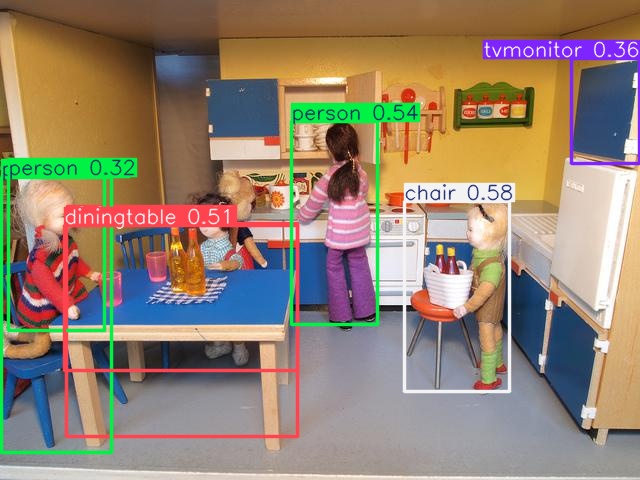 tvmonitor 0.36
person 0.54
person 0.32
chair 0.58
diningtable 0.51